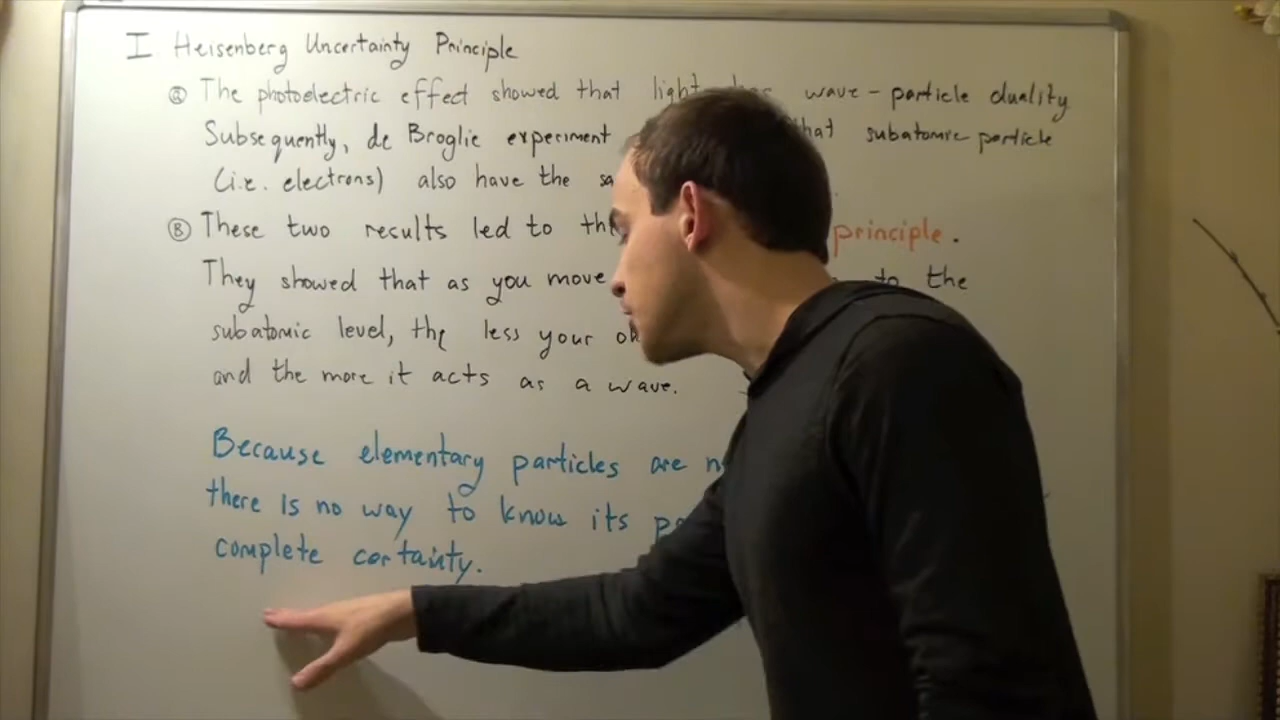 I Heisenberg Uncertainty Principle
ⓐ The photoelectric effect showed that light has wave-particle duality
Subsequently, de Broglie experiment that subatomic particle
(i.e. electrons) also have the
Ⓑ These two results led to the principle.
They showed that as you move to the
subatomic level, the less your
and the more it acts as a wave.
Because elementary particles are
there is no way to know its
complete certainty.